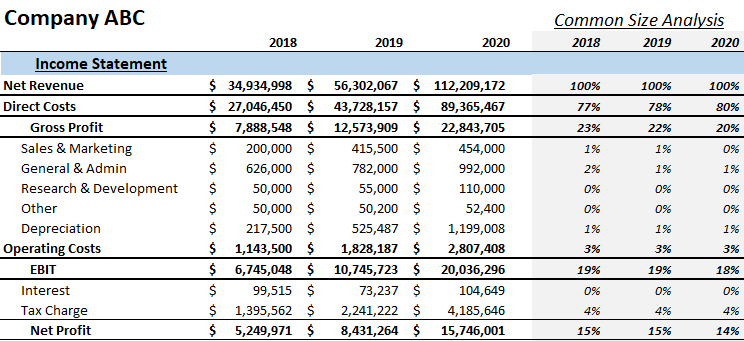 Company ABC Common Size Analysis
2018 2019 2020 2018 2019 2020
Income Statement
Net Revenue $ 34,934,998 $ 56,302,067 $ 112,209,172 100% 100% 100%
Direct Costs $ 27,046,450 $ 43,728,157 $ 89,365,467 77% 78% 80%
Gross Profit $ 7,888,548 $ 12,573,909 $ 22,843,705 23% 22% 20%
Sales & Marketing $ 200,000 $ 415,500 $ 454,000 1% 1% 0%
General & Admin $ 626,000 $ 782,000 $ 992,000 2% 1% 1%
Research & Development $ 50,000 $ 55,000 $ 110,000 0% 0% 0%
Other $ 50,000 $ 50,200 $ 52,400 0% 0% 0%
Depreciation $ 217,500 $ 525,487 $ 1,199,008 1% 1% 1%
Operating Costs $ 1,143,500 $ 1,828,187 $ 2,807,408 3% 3% 3%
EBIT $ 6,745,048 $ 10,745,723 $ 20,036,296 19% 19% 18%
Interest $ 99,515 $ 73,237 $ 104,649 0% 0% 0%
Tax Charge $ 1,395,562 $ 2,241,222 $ 4,185,646 4% 4% 4%
Net Profit $ 5,249,971 $ 8,431,264 $ 15,746,001 15% 15% 14%